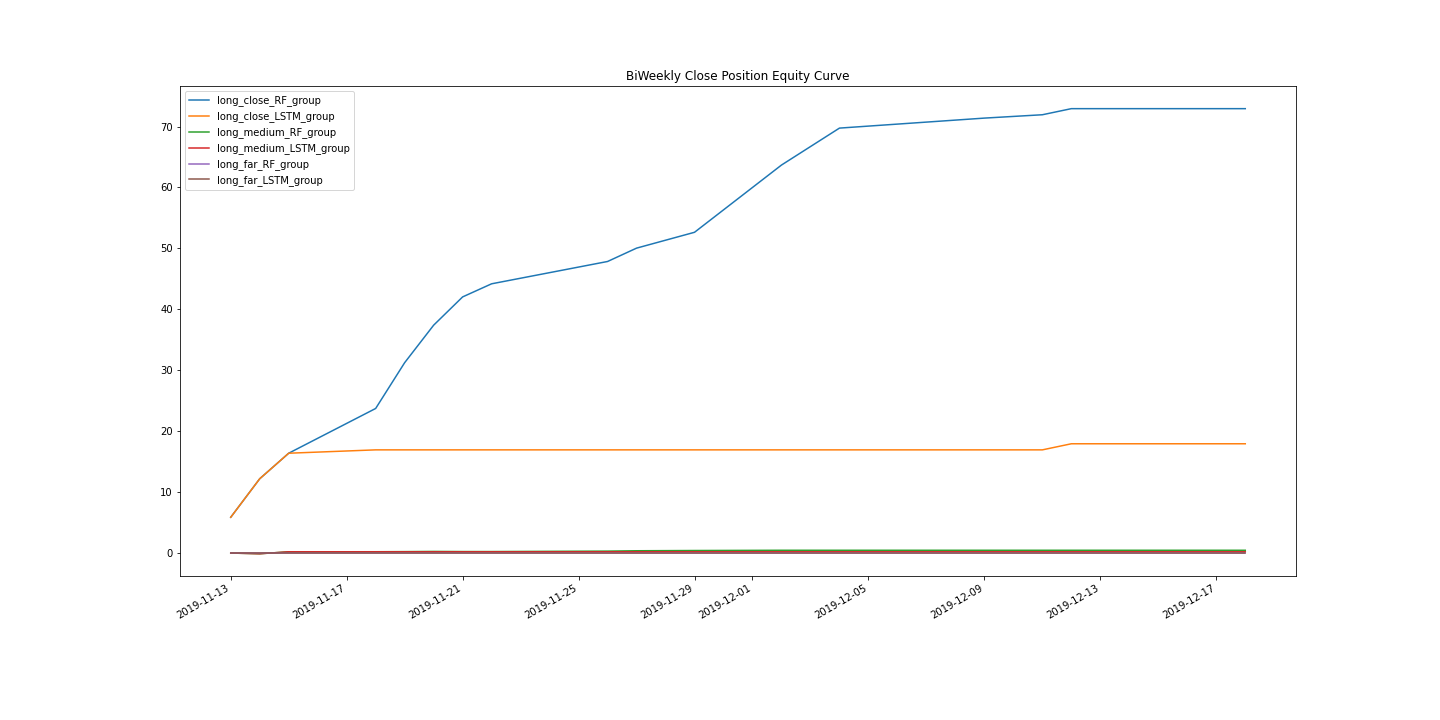 BiWeekly Close Position Equity Curve
long_close_RF_group
long_close_LSTM_group
long_medium_RF_group
long_medium_LSTM_group
long_far_RF_group
long_far_LSTM_group
70
60
50
40
30
20
10
0
2019-11-13
2019-11-17
2019-11-21
2019-11-25
2019-11-29
2019-12-01
2019-12-05
2019-12-09
2019-12-13
2019-12-17